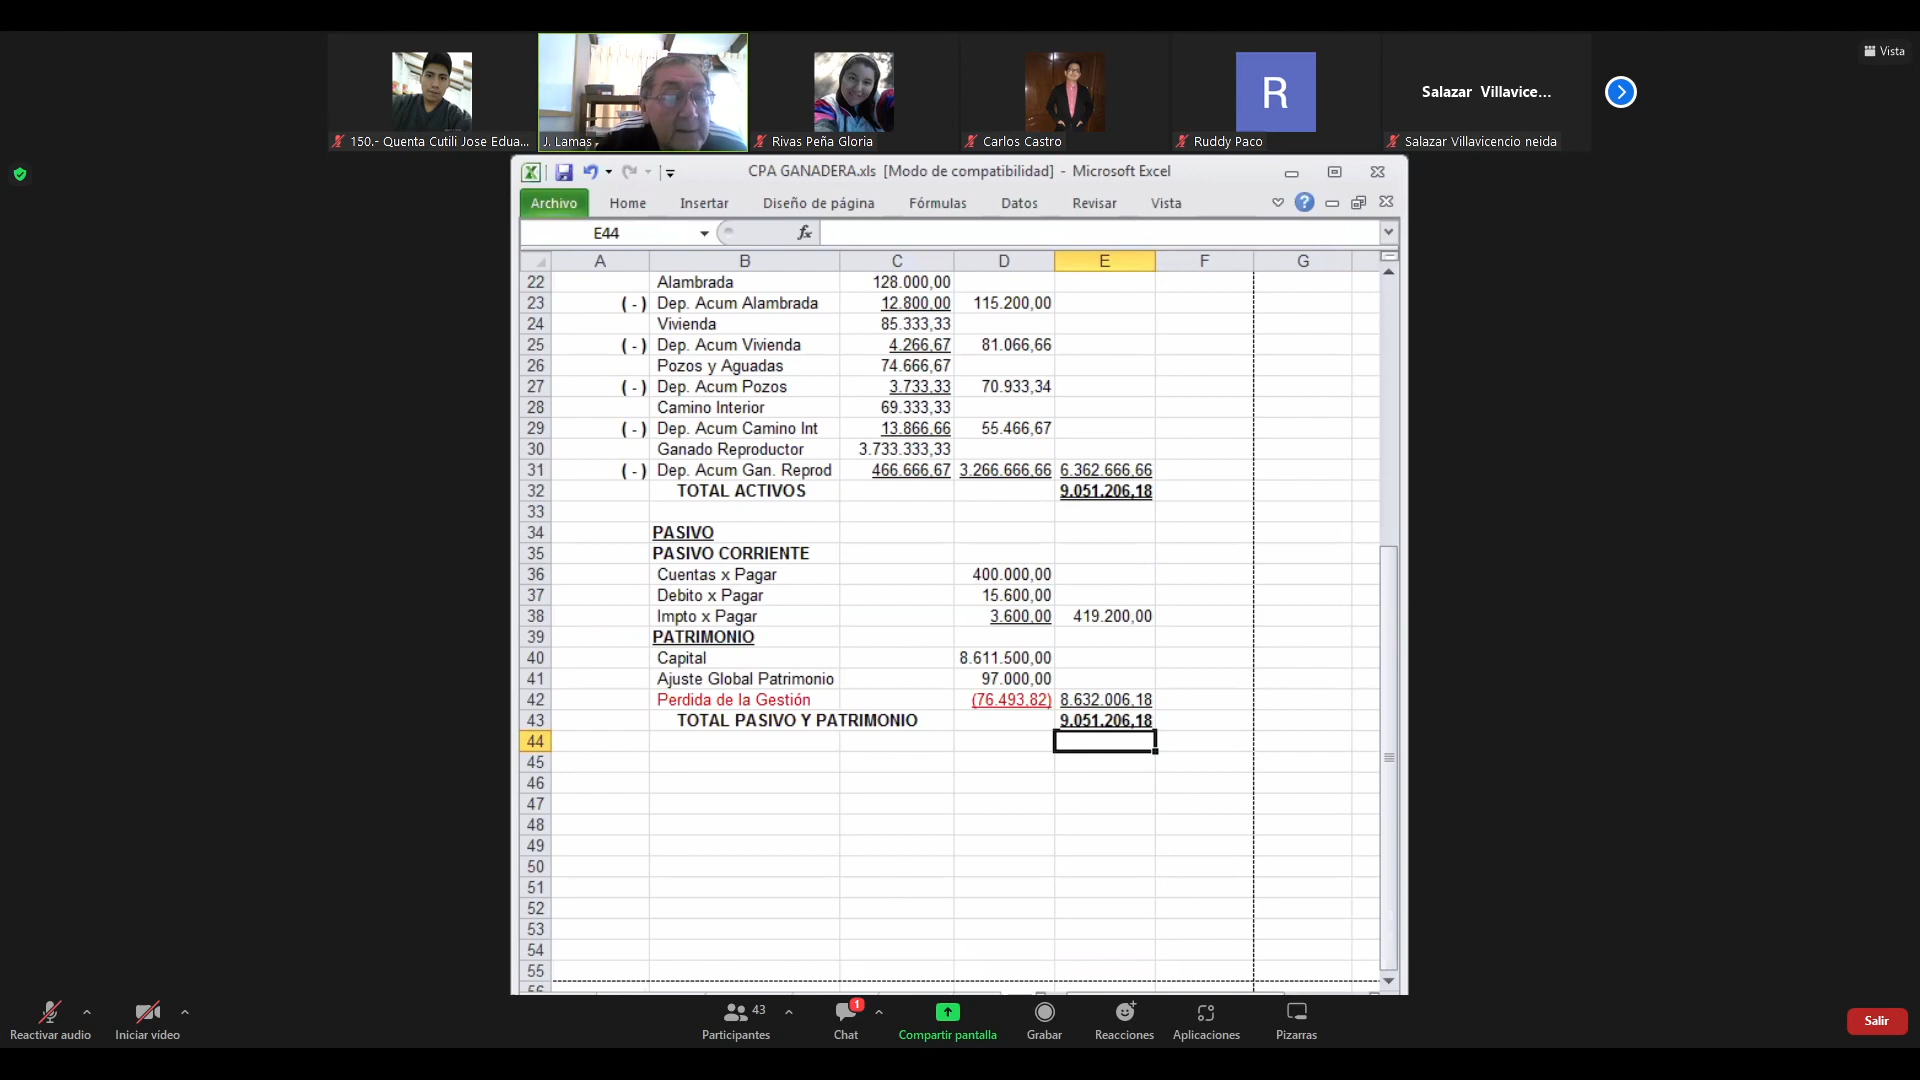 Vista
R
Salazar Villavice...
150.- Quenta Cutili Jose Edua...
J. Lamas
Rivas Peña Gloria
Carlos Castro
Ruddy Paco
Salazar Villavicencio neida
CPA GANADERA.xls [Modo de compatibilidad] - Microsoft Excel
Archivo Home Insertar Diseño de página Fórmulas Datos Revisar Vista
E44 fx
A B C D E F G
22 Alambrada 128.000,00
23 ( - ) Dep. Acum Alambrada 12.800,00 115.200,00
24 Vivienda 85.333,33
25 ( - ) Dep. Acum Vivienda 4.266,67 81.066,66
26 Pozos y Aguadas 74.666,67
27 ( - ) Dep. Acum Pozos 3.733,33 70.933,34
28 Camino Interior 69.333,33
29 ( - ) Dep. Acum Camino Int 13.866,66 55.466,67
30 Ganado Reproductor 3.733.333,33
31 ( - ) Dep. Acum Gan. Reprod 466.666,67 3.266.666,66 6.362.666,66
32 TOTAL ACTIVOS 9.051.206,18
33
34 PASIVO
35 PASIVO CORRIENTE
36 Cuentas x Pagar 400.000,00
37 Debito x Pagar 15.600,00
38 Impto x Pagar 3.600,00 419.200,00
39 PATRIMONIO
40 Capital 8.611.500,00
41 Ajuste Global Patrimonio 97.000,00
42 Perdida de la Gestión (76.493,82) 8.632.006,18
43 TOTAL PASIVO Y PATRIMONIO 9.051.206,18
44
45
46
47
48
49
50
51
52
53
54
55
56
43
1
Reactivar audio Iniciar vídeo Participantes Chat Compartir pantalla Grabar Reacciones Aplicaciones Pizarras Salir